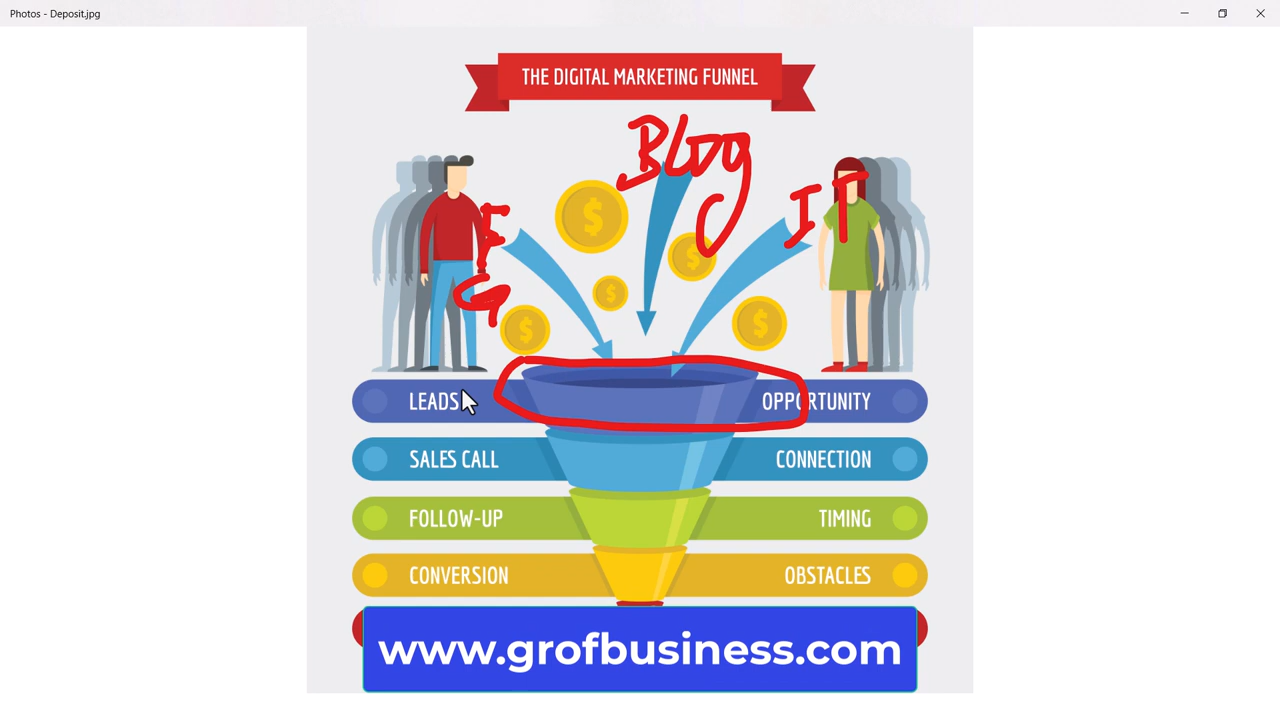 Photos - Deposit.jpg
THE DIGITAL MARKETING FUNNEL
Blog
IT
F
G
LEADS
OPPORTUNITY
SALES CALL
CONNECTION
FOLLOW-UP
TIMING
CONVERSION
OBSTACLES
www.grofbusiness.com